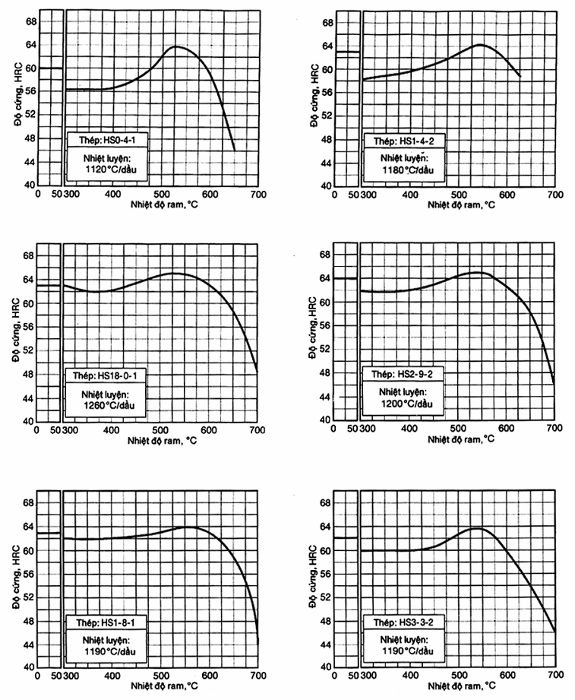 Độ cứng, HRC
68
64
60
56
52
48
44
40
Thép: HS0-4-1
Nhiệt luyện:
1120°C/dầu
0 50 300 400 500 600 700
Nhiệt độ ram, °C
Độ cứng, HRC
68
64
60
56
52
48
44
40
Thép: HS1-4-2
Nhiệt luyện:
1180°C/dầu
0 50 300 400 500 600 700
Nhiệt độ ram, °C
Độ cứng, HRC
68
64
60
56
52
48
44
40
Thép: HS18-0-1
Nhiệt luyện:
1260°C/dầu
0 50 300 400 500 600 700
Nhiệt độ ram, °C
Độ cứng, HRC
68
64
60
56
52
48
44
40
Thép: HS2-9-2
Nhiệt luyện:
1200°C/dầu
0 50 300 400 500 600 700
Nhiệt độ ram, °C
Độ cứng, HRC
68
64
60
56
52
48
44
40
Thép: HS1-8-1
Nhiệt luyện:
1190°C/dầu
0 50 300 400 500 600 700
Nhiệt độ ram, °C
Độ cứng, HRC
68
64
60
56
52
48
44
40
Thép: HS3-3-2
Nhiệt luyện:
1190°C/dầu
0 50 300 400 500 600 700
Nhiệt độ ram, °C